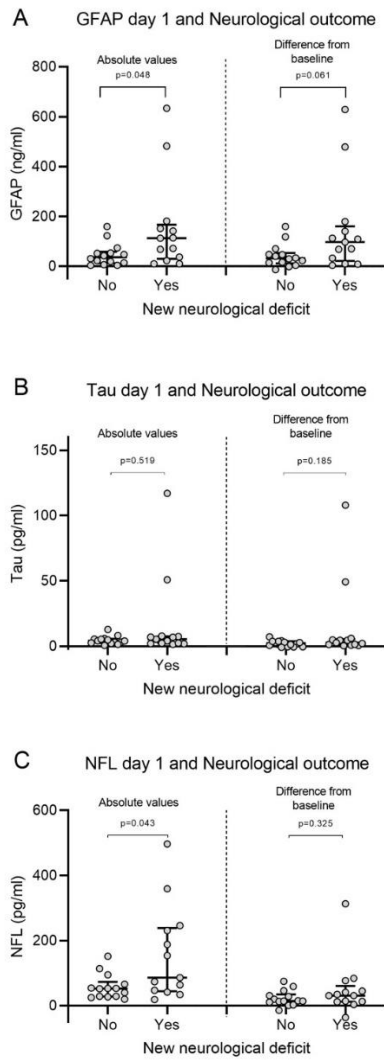 A
GFAP day 1 and Neurological outcome
Absolute values
Difference from
baseline
p=0.048
p=0.061
GFAP (ng/ml)
800
600
400
200
0
No
Yes
No
Yes
New neurological deficit
B
Tau day 1 and Neurological outcome
Absolute values
Difference from
baseline
p=0.519
p=0.185
Tau (pg/ml)
150
100
50
0
No
Yes
No
Yes
New neurological deficit
C
NFL day 1 and Neurological outcome
Absolute values
Difference from
baseline
p=0.043
p=0.325
NFL (pg/ml)
600
400
200
0
No
Yes
No
Yes
New neurological deficit